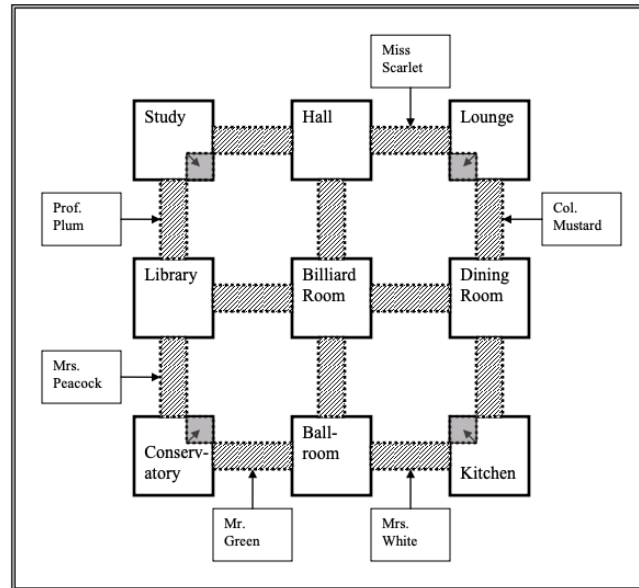 Miss
Scarlet
Study
Hall
Lounge
Prof.
Plum
Col.
Mustard
Library
Billiard
Room
Dining
Room
Mrs.
Peacock
Conserv-
atory
Ball-
room
Kitchen
Mr.
Green
Mrs.
White